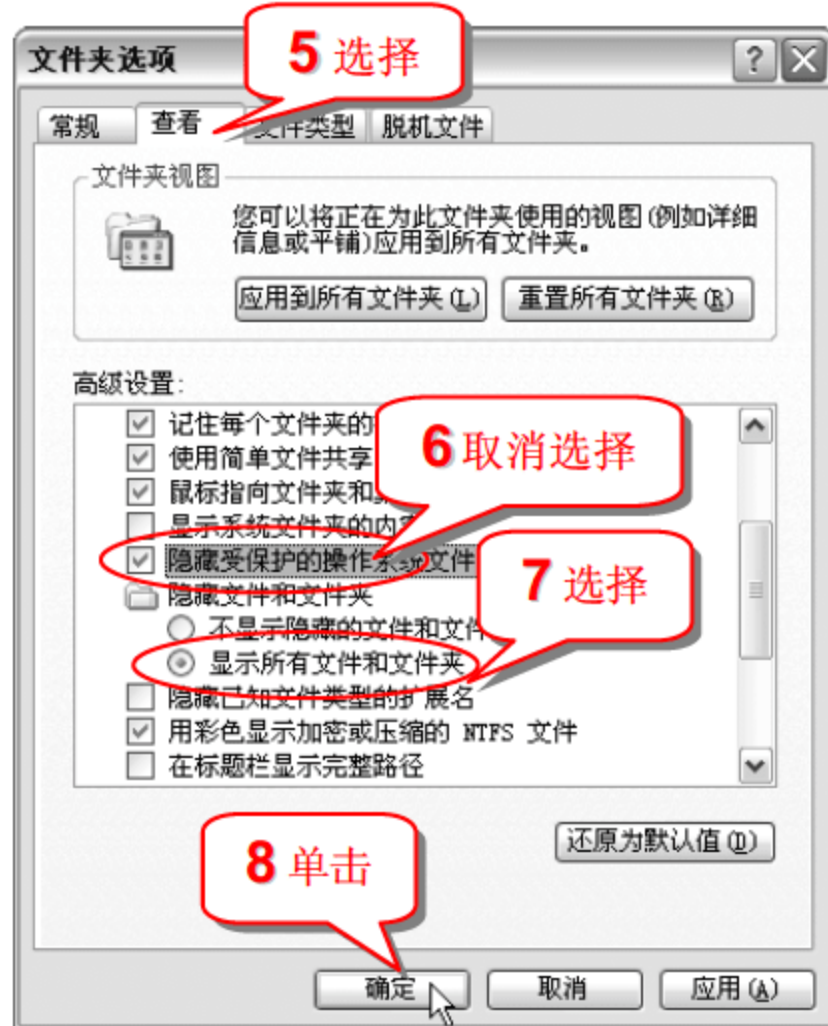 5 选择
文件夹选项
常规 查看 文件类型 脱机文件
文件夹视图
您可以将正在为此文件夹使用的视图(例如详细
信息或平铺)应用到所有文件夹。
应用到所有文件夹(L) 重置所有文件夹(R)
高级设置:
记住每个文件夹的
6 取消选择
使用简单文件共享
鼠标指向文件夹和
显示系统文件夹的内容
隐藏受保护的操作系统文件
7 选择
隐藏文件和文件夹
不显示隐藏的文件和文件
显示所有文件和文件夹
隐藏已知文件类型的扩展名
用彩色显示加密或压缩的 NTFS 文件
在标题栏显示完整路径
还原为默认值(D)
8 单击
确定 取消 应用(A)